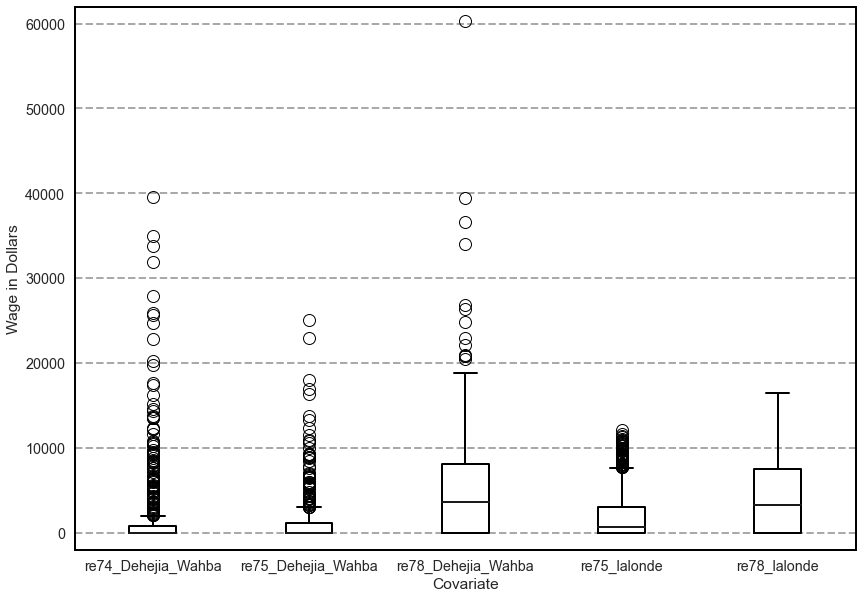 60000
50000
40000
30000
20000
10000
0
Wage in Dollars
re74_Dehejia_Wahba re75_Dehejia_Wahba re78_Dehejia_Wahba re75_lalonde re78_lalonde
Covariate